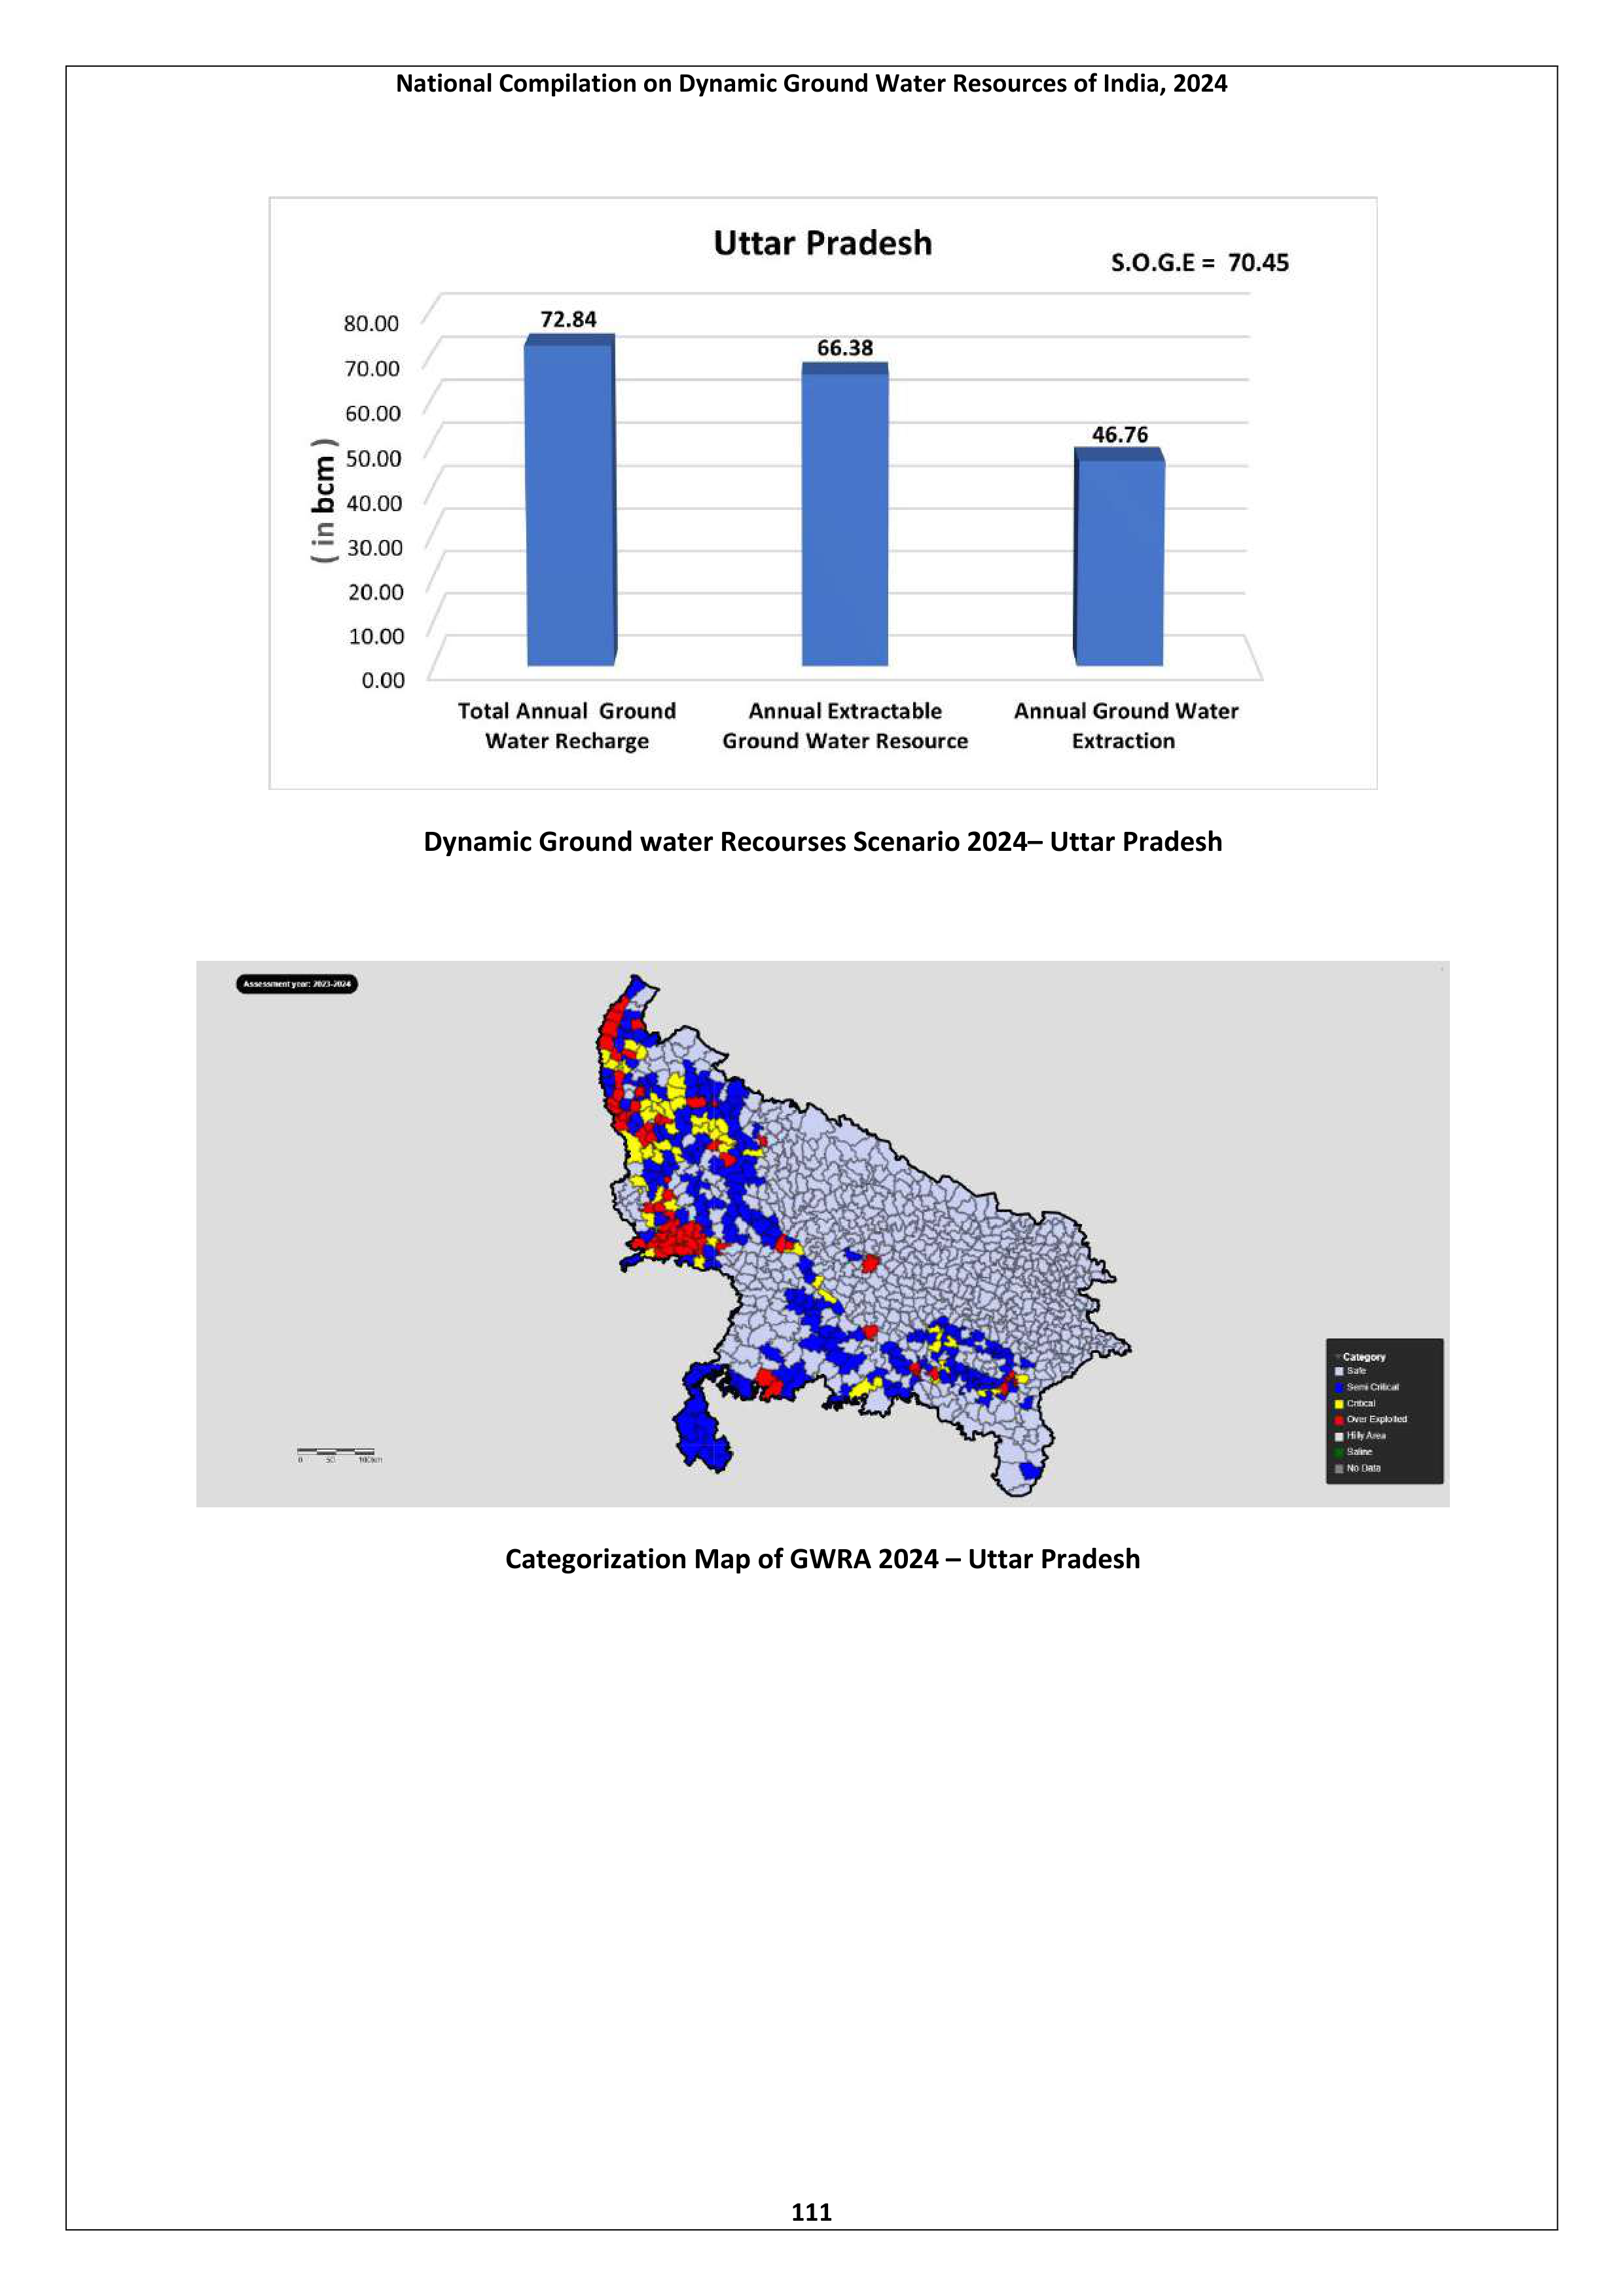 National Compilation on Dynamic Ground Water Resources of India, 2024
Uttar Pradesh
S.O.G.E = 70.45
80.00
70.00
60.00
50.00
40.00
30.00
20.00
10.00
0.00
( in bcm )
72.84
66.38
46.76
Total Annual Ground
Water Recharge
Annual Extractable
Ground Water Resource
Annual Ground Water
Extraction
Dynamic Ground water Recourses Scenario 2024– Uttar Pradesh
Assessment year: 2023-2024
Category
Safe
Semi Critical
Critical
Over Exploited
Hilly Area
Saline
No Data
0 50 100km
Categorization Map of GWRA 2024 – Uttar Pradesh
111